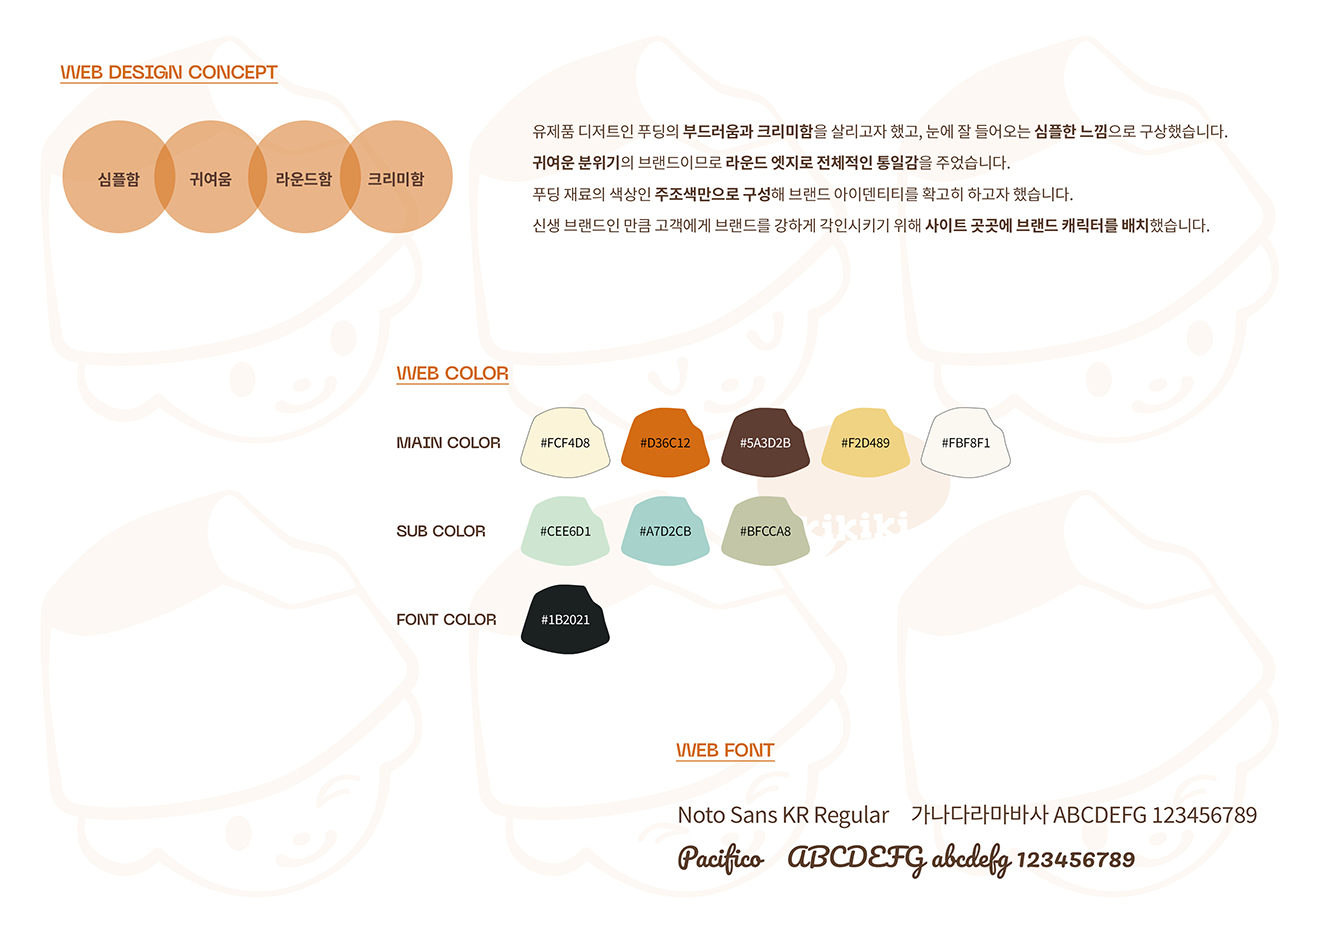 WEB DESIGN CONCEPT
심플함 귀여움 라운드함 크리미함
유제품 디저트인 푸딩의 부드러움과 크리미함을 살리고자 했고, 눈에 잘 들어오는 심플한 느낌으로 구상했습니다.
귀여운 분위기의 브랜드이므로 라운드 엣지로 전체적인 통일감을 주었습니다.
푸딩 재료의 색상인 주조색만으로 구성해 브랜드 아이덴티티를 확고히 하고자 했습니다.
신생 브랜드인 만큼 고객에게 브랜드를 강하게 각인시키기 위해 사이트 곳곳에 브랜드 캐릭터를 배치했습니다.
WEB COLOR
MAIN COLOR #FCF4D8 #D36C12 #5A3D2B #F2D489 #FBF8F1
SUB COLOR #CEE6D1 #A7D2CB #BFCCA8
kikiki
FONT COLOR #1B2021
WEB FONT
Noto Sans KR Regular 가나다라마바사 ABCDEFG 123456789
Pacifico ABCDEFG abcdefg 123456789